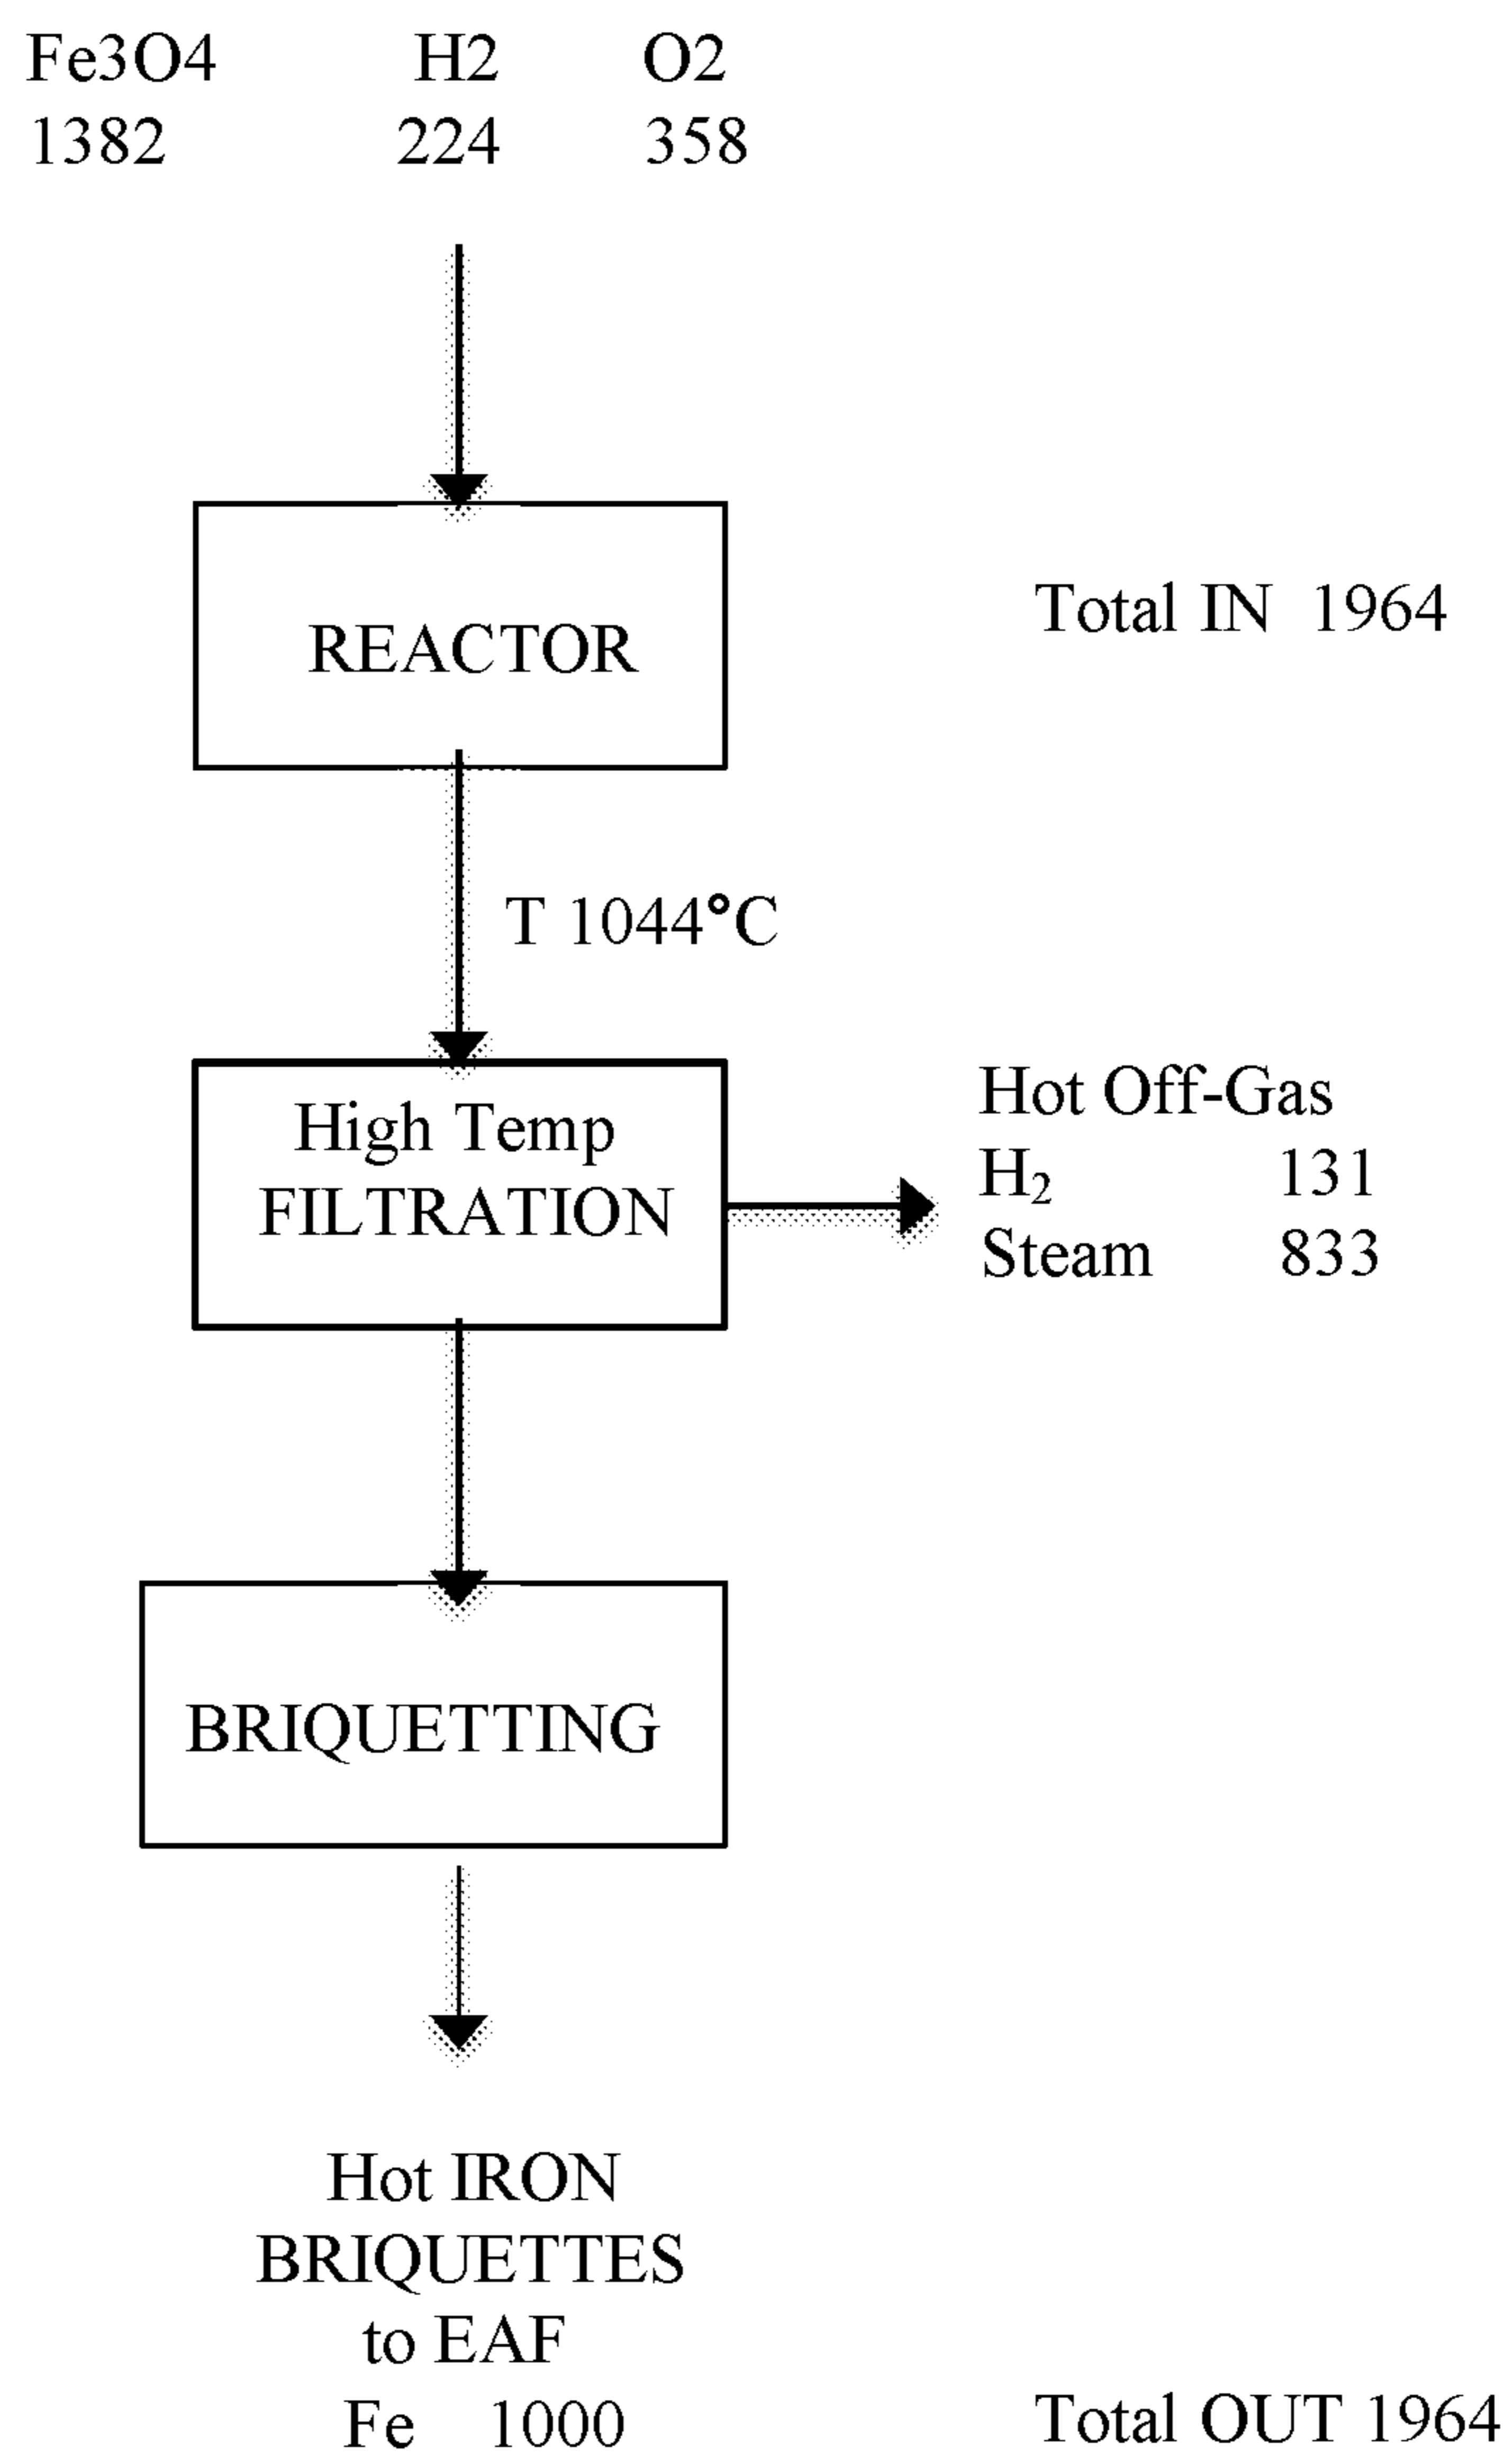 Fe3O4 H2 O2
1382 224 358
REACTOR
Total IN 1964
T 1044°C
High Temp
FILTRATION
Hot Off-Gas
H₂ 131
Steam 833
BRIQUETTING
Hot IRON
BRIQUETTES
to EAF
Fe 1000
Total OUT 1964